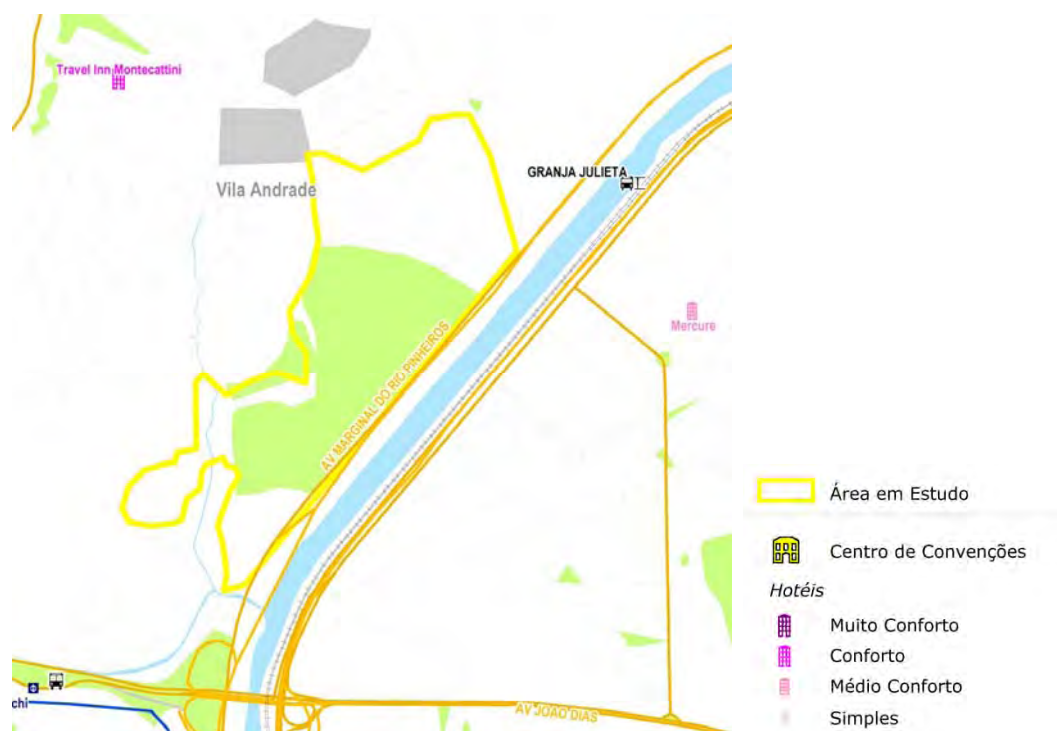 Travel Inn Montecattini
GRANJA JULIETA
Vila Andrade
Mercure
AV MARGINAL DO RIO PINHEIROS
chi
AV JOAO DIAS
Área em Estudo
Centro de Convenções
Hotéis
Muito Conforto
Conforto
Médio Conforto
Simples